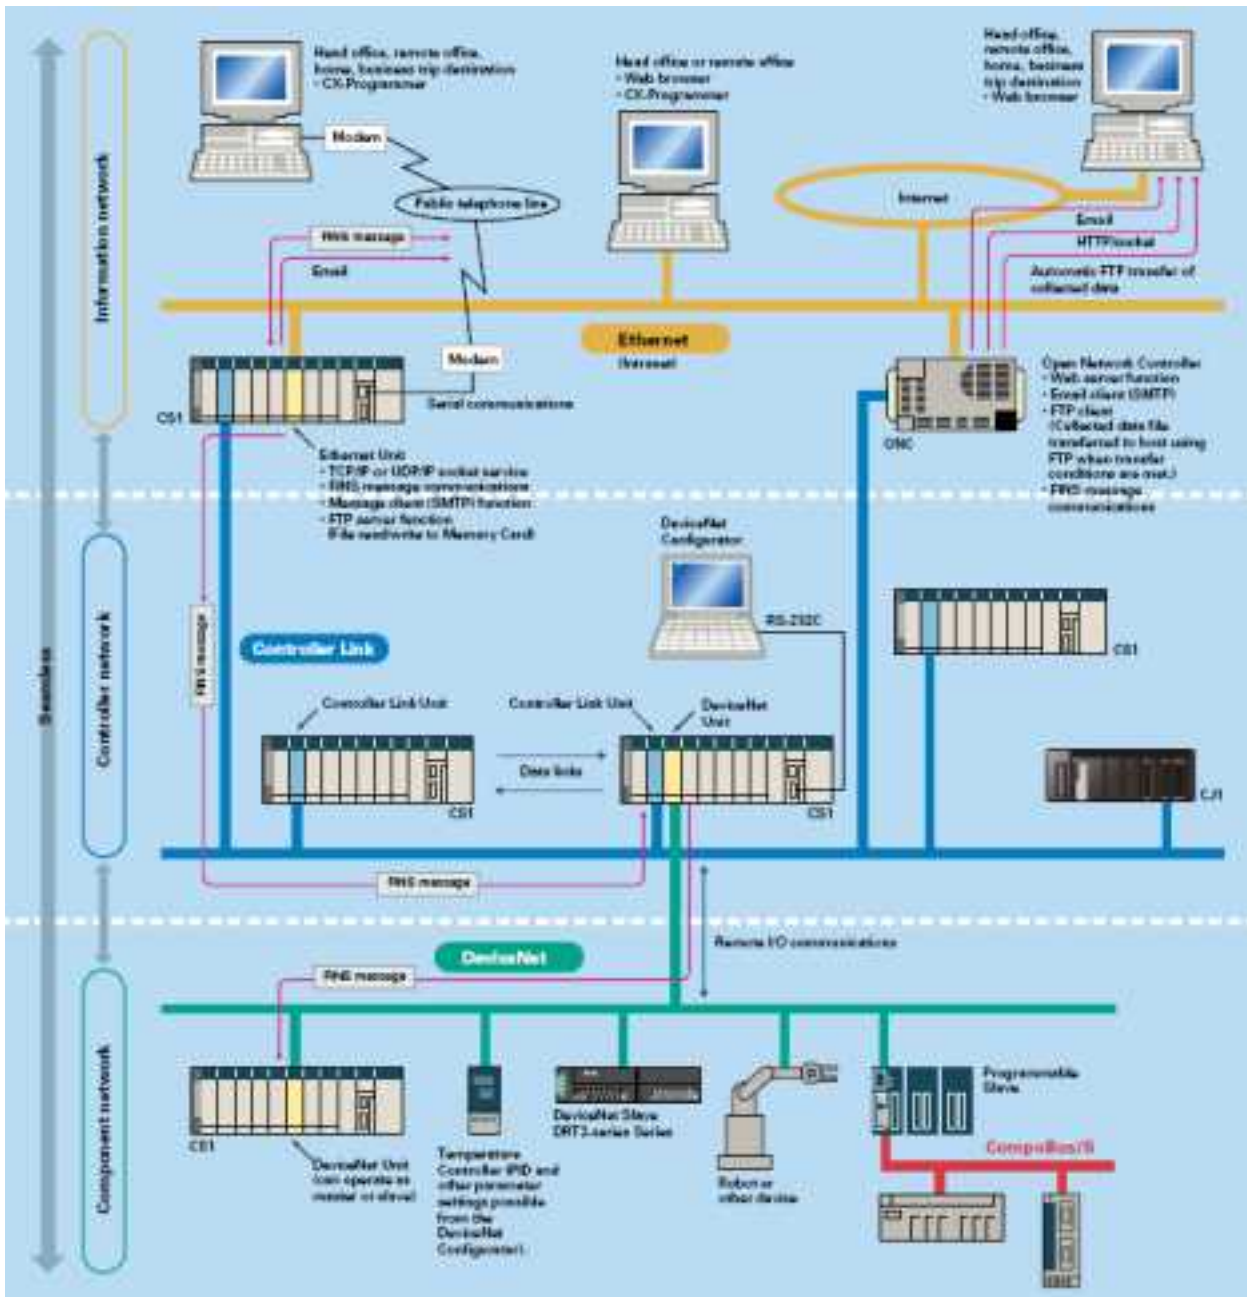 Head office, remote office,
home, business trip destination
• CX-Programmer
Head office or remote office
• Web browser
• CX-Programmer
Head office,
remote office,
home, business
trip destination
• Web browser
Modem
Public telephone line
Internet
FINS message
Email
Email
HTTP/socket
Automatic FTP transfer of
collected data
Information network
Ethernet
(Intranet)
Modem
Serial communications
CS1
ONC
Open Network Controller
• Web server function
• Email client (SMTP)
• FTP client
(Collected data file
transferred to host using
FTP when transfer
conditions are met.)
• FINS message
communications
Ethernet Unit
• TCP/IP or UDP/IP socket service
• FINS message communications
• Message client (SMTP) function
• FTP server function
(File read/write to Memory Card)
DeviceNet
Configurator
RS-232C
CS1
Seamless
Controller network
FINS message
Controller Link
Controller Link Unit
Controller Link Unit
DeviceNet
Unit
Data links
CS1
CS1
CJ1
FINS message
Remote I/O communications
DeviceNet
FINS message
Component network
CS1
DeviceNet Unit
(can operate as
master or slave)
Temperature
Controller (PID and
other parameter
settings possible
from the
DeviceNet
Configurator).
DeviceNet Slave
DRT2-series Series
Robot or
other device
Programmable
Slave
CompoBus/S